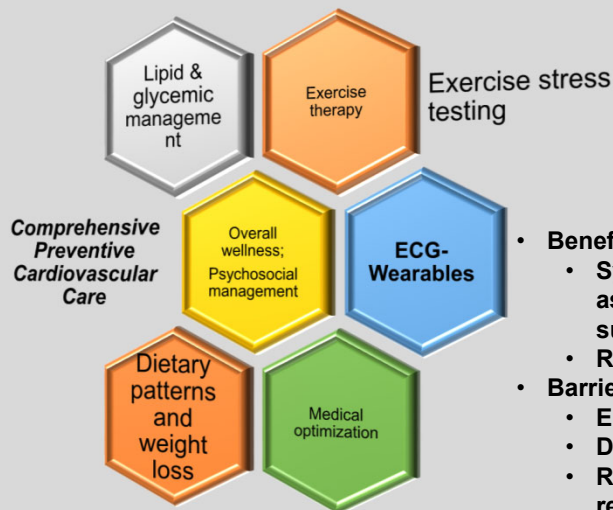 Lipid &
glycemic
manageme
nt
Exercise
therapy
Exercise stress
testing
Comprehensive
Preventive
Cardiovascular
Care
Overall
wellness;
Psychosocial
management
ECG-
Wearables
Dietary
patterns
and
weight
loss
Medical
optimization
• Benef
• S
as
su
• R
• Barrie
• E
• D
• R
re